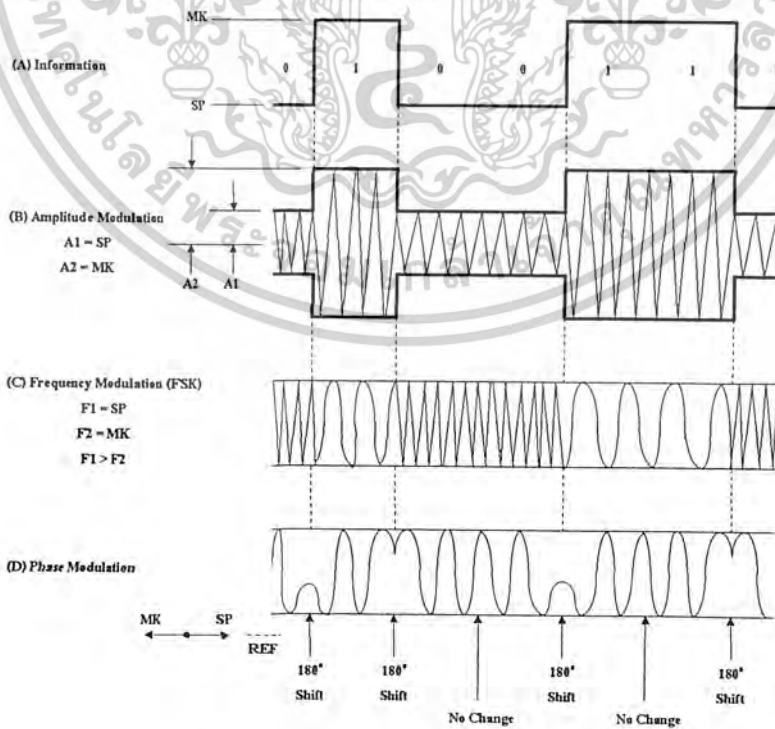 MK
(A) Information
0 1 0 0 1 1
SP
(B) Amplitude Modulation
A1 = SP
A2 = MK
A2 A1
(C) Frequency Modulation (FSK)
F1 = SP
F2 = MK
F1 > F2
(D) Phase Modulation
MK SP
REF
180° 180° 180° 180°
Shift Shift Shift Shift
No Change No Change